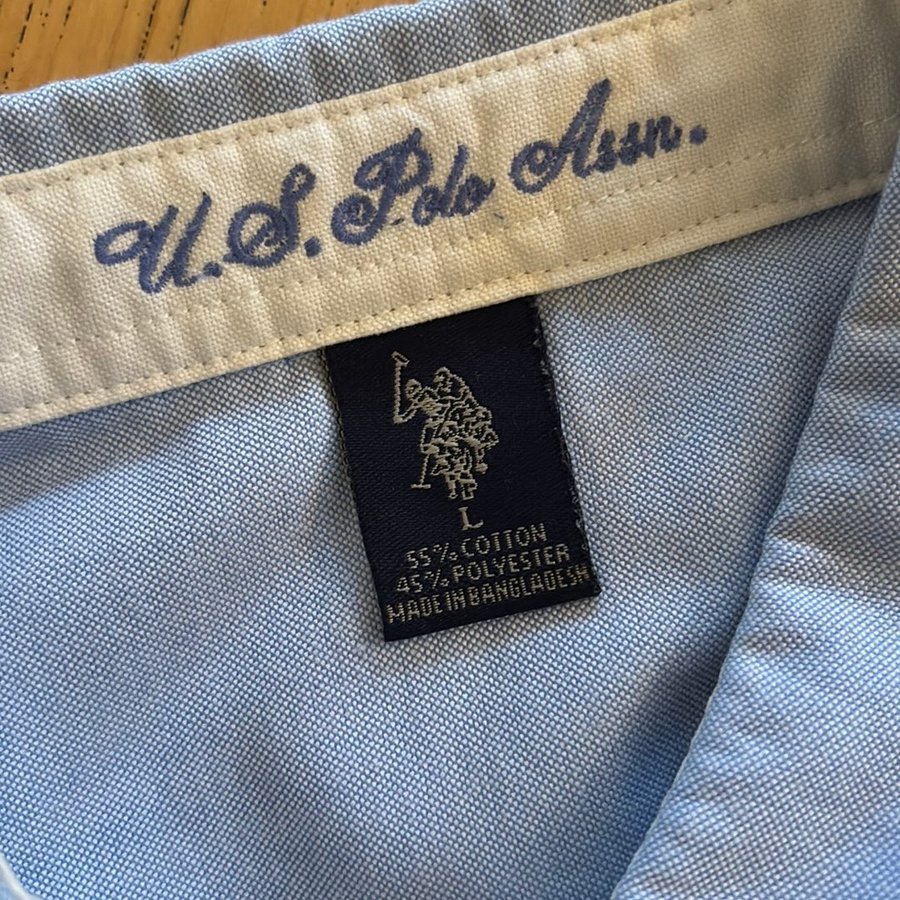 U.S. Polo Assn.
L
55% COTTON
45% POLYESTER
MADE IN BANGLADESH